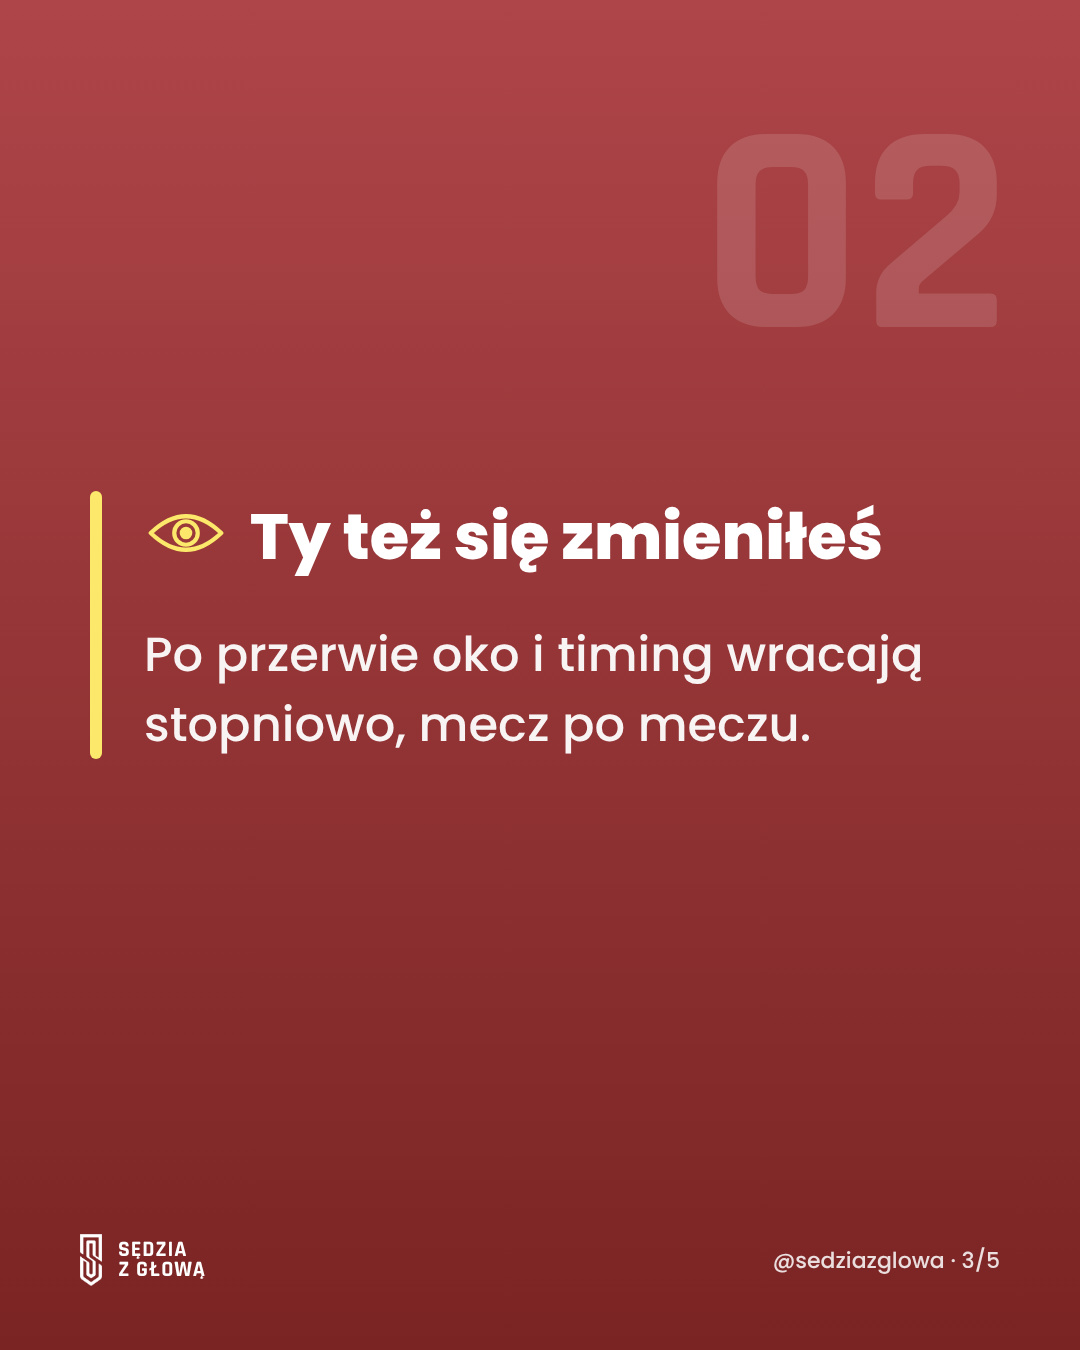 02
Ty też się zmieniłeś
Po przerwie oko i timing wracają
stopniowo, mecz po meczu.
SĘDZIA
Z GŁOWĄ
@sedziazglowa · 3/5